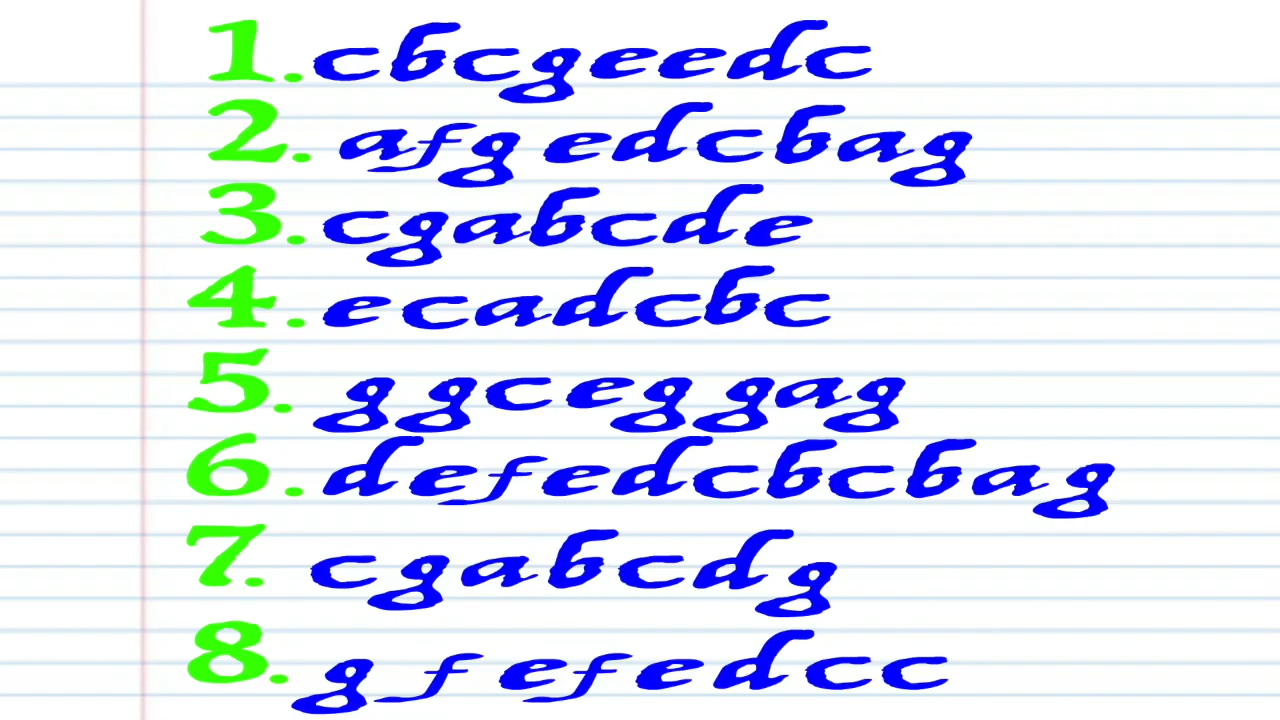 1. cbcgeedc
2. afgedcbag
3. cgabcde
4. ecadcbc
5. ggceggag
6. defedcbcbag
7. cgabcdg
8. gfefedcc